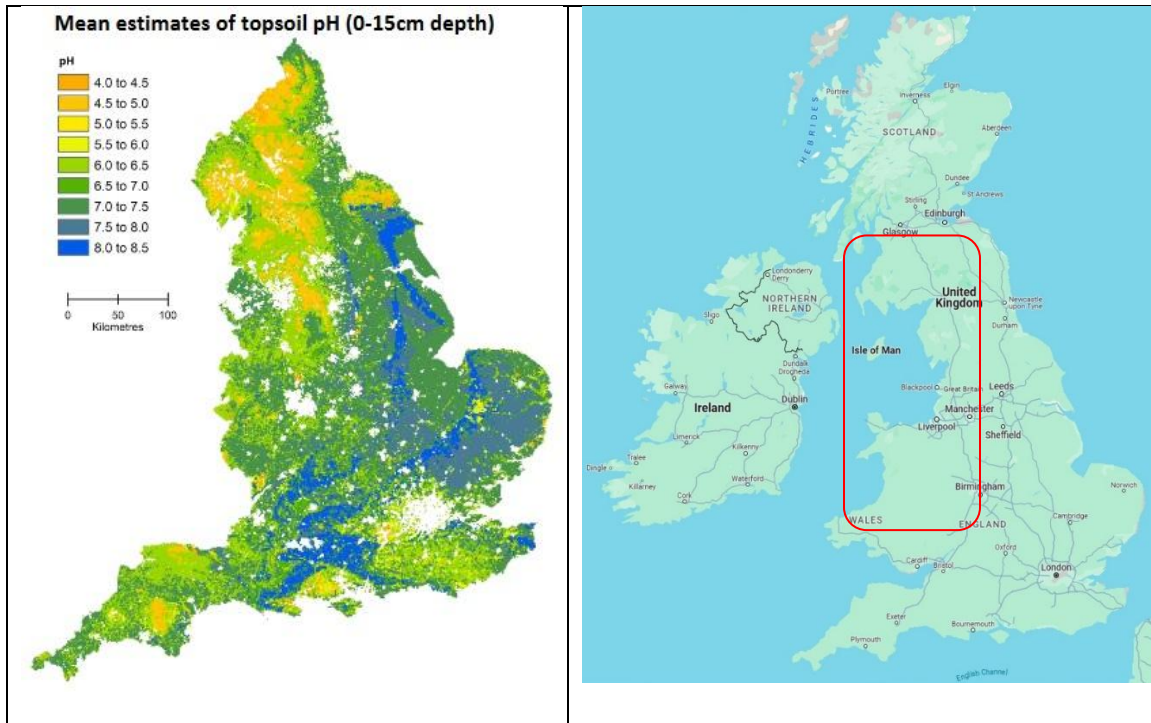 Mean estimates of topsoil pH (0-15cm depth)
pH
4.0 to 4.5
4.5 to 5.0
5.0 to 5.5
5.5 to 6.0
6.0 to 6.5
6.5 to 7.0
7.0 to 7.5
7.5 to 8.0
8.0 to 8.5
0 50 100
Kilometres
Portree
Inverness
Elgin
HEBRIDES
SCOTLAND
Aberdeen
Dundee
St Andrews
Stirling
Edinburgh
Glasgow
Londonderry
Derry
NORTHERN
IRELAND
United
Kingdom
Newcastle
upon Tyne
Durham
Sligo
Isle of Man
Dundalk
Drogheda
Galway
Blackpool
Great Britain
Leeds
Ireland
Dublin
Manchester
Liverpool
Sheffield
Limerick
Kilkenny
Tralee
Dingle
Waterford
Killarney
Cork
Birmingham
Norwich
WALES
ENGLAND
Cambridge
Cardiff
Bristol
Oxford
London
Exeter
Bournemouth
Plymouth
English Channel